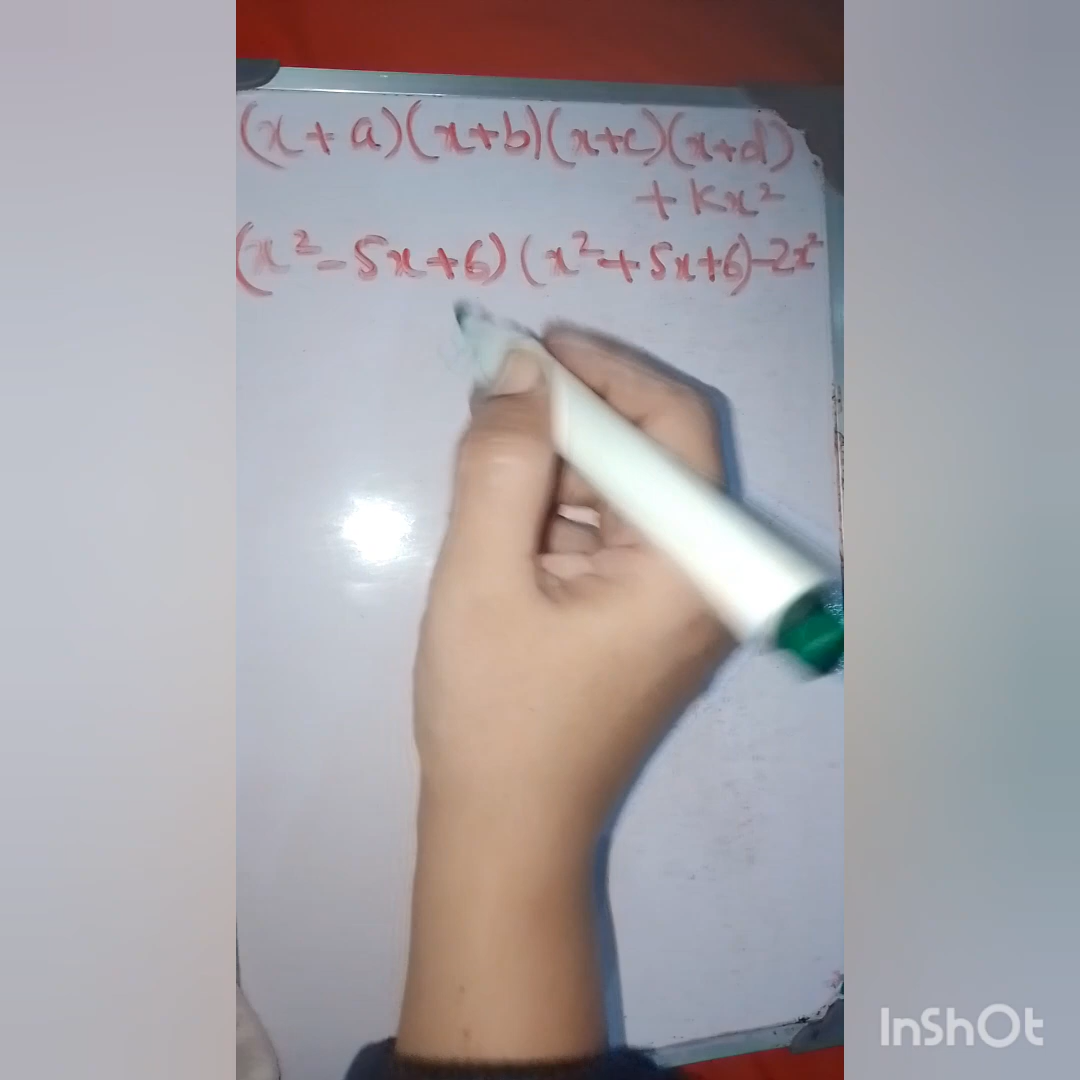 (x + a)(x+b)(x+c)(x+d)
+ Kx²
(x² - 5x+6) (x² + 5x+6)-2x²
InShOt